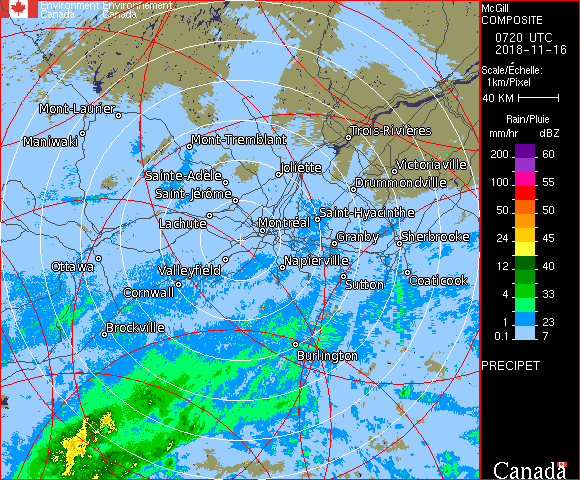 Environment Environnement
Canada Canada
McGill
COMPOSITE
0720 UTC
2018-11-16
Scale/Échelle:
1km/Pixel
40 KM
Rain/Pluie
mm/hr dBZ
200 60
100 55
50 50
24 45
12 40
4 33
1 23
0.1 7
PRECIPET
Canada
Mont-Laurier
Maniwaki
Mont-Tremblant
Trois-Rivières
Joliette
Victoriaville
Sainte-Adele
Drummondville
Saint-Jérôme
Saint-Hyacinthe
Lachute
Montréal
Granby
Sherbrooke
Ottawa
Valleyfield
Napierville
Sutton
Coaticook
Cornwall
Brockville
Burlington